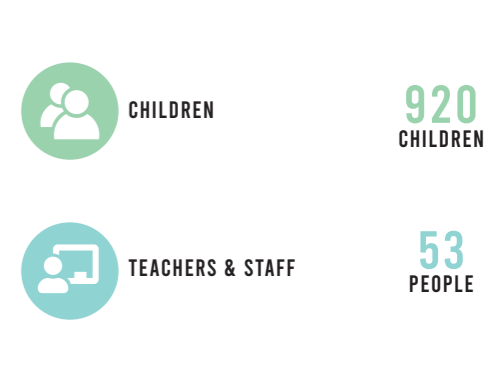 CHILDREN
920
CHILDREN
TEACHERS & STAFF
53
PEOPLE